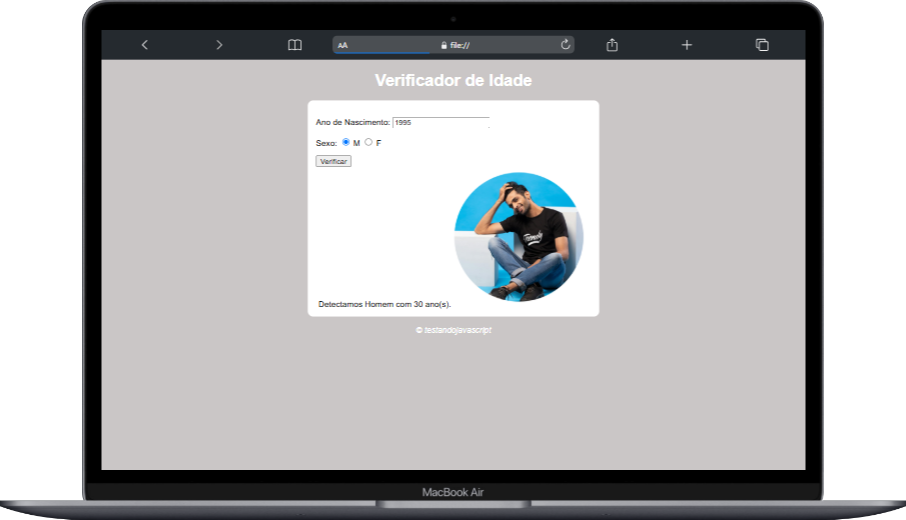 AA file://
Verificador de Idade
Ano de Nascimento: 1995
Sexo: M F
Verificar
Detectamos Homem com 30 ano(s).
© testandojavascript
MacBook Air